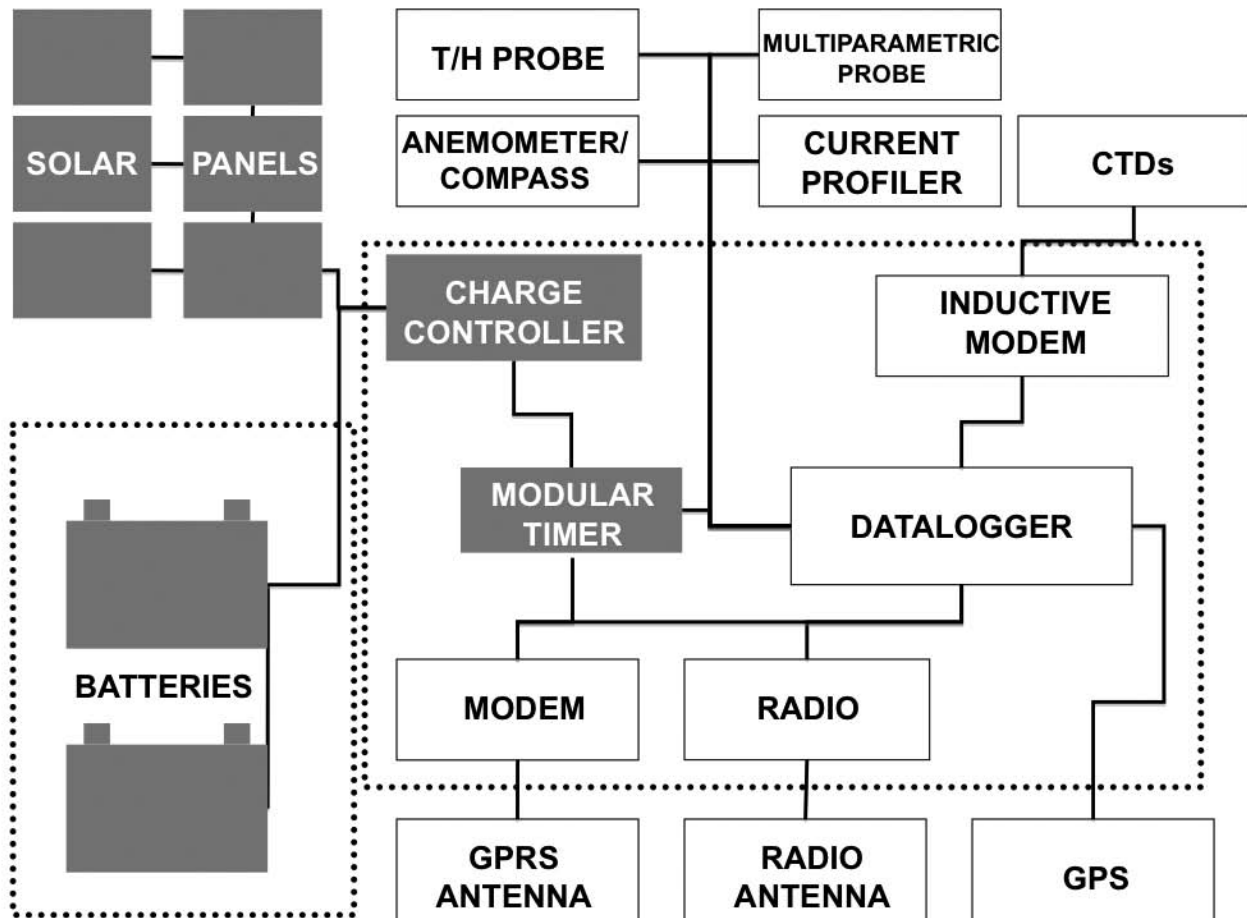 T/H PROBE
MULTIPARAMETRIC
PROBE
SOLAR PANELS
ANEMOMETER/
COMPASS
CURRENT
PROFILER
CTDs
CHARGE
CONTROLLER
INDUCTIVE
MODEM
MODULAR
TIMER
DATALOGGER
BATTERIES
MODEM
RADIO
GPRS
ANTENNA
RADIO
ANTENNA
GPS